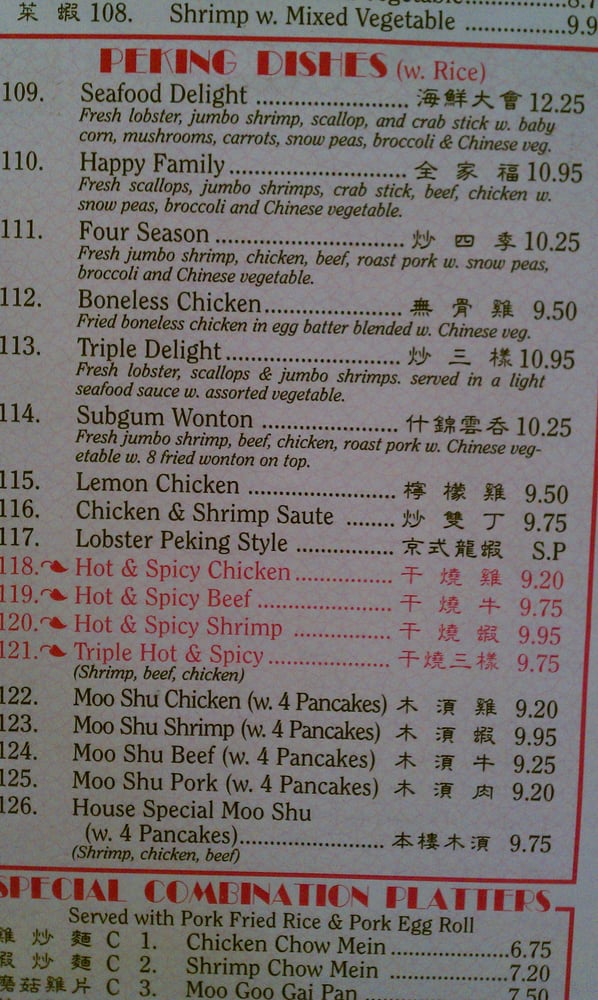 菜 蝦 108. Shrimp w. Mixed Vegetable ..............9.9
PEKING DISHES (w. Rice)
109. Seafood Delight ...................... 海鮮大會 12.25
Fresh lobster, jumbo shrimp, scallop, and crab stick w. baby
corn, mushrooms, carrots, snow peas, broccoli & Chinese veg.
110. Happy Family.......................... 全 家 福 10.95
Fresh scallops, jumbo shrimps, crab stick, beef, chicken w.
snow peas, broccoli and Chinese vegetable.
111. Four Season ........................... 炒 四 季 10.25
Fresh jumbo shrimp, chicken, beef, roast pork w. snow peas,
broccoli and Chinese vegetable.
112. Boneless Chicken.................... 無 骨 雞 9.50
Fried boneless chicken in egg batter blended w. Chinese veg.
113. Triple Delight......................... 炒 三 樣 10.95
Fresh lobster, scallops & jumbo shrimps. served in a light
seafood sauce w. assorted vegetable.
114. Subgum Wonton .................... 什錦雲吞 10.25
Fresh jumbo shrimp, beef, chicken, roast pork w. Chinese veg-
etable w. 8 fried wonton on top.
115. Lemon Chicken ..................... 檸 檬 雞 9.50
116. Chicken & Shrimp Saute ....... 炒 雙 丁 9.75
117. Lobster Peking Style .............. 京式龍蝦 S.P
118. Hot & Spicy Chicken.............. 干 燒 雞 9.20
119. Hot & Spicy Beef ................... 干 燒 牛 9.75
120. Hot & Spicy Shrimp .............. 干 燒 蝦 9.95
121. Triple Hot & Spicy.................. 干燒三樣 9.75
(Shrimp, beef, chicken)
122. Moo Shu Chicken (w. 4 Pancakes) 木 須 雞 9.20
123. Moo Shu Shrimp (w. 4 Pancakes) 木 須 蝦 9.95
124. Moo Shu Beef (w. 4 Pancakes) 木 須 牛 9.25
125. Moo Shu Pork (w. 4 Pancakes) 木 須 肉 9.20
126. House Special Moo Shu
(w. 4 Pancakes)...................... 本樓木須 9.75
(Shrimp, chicken, beef)
SPECIAL COMBINATION PLATTERS
Served with Pork Fried Rice & Pork Egg Roll
雞 炒 麵 C 1. Chicken Chow Mein .................6.75
蝦 炒 麵 C 2. Shrimp Chow Mein .................7.20
蘑菇雞片 C 3. Moo Goo Gai Pan ...................7.50